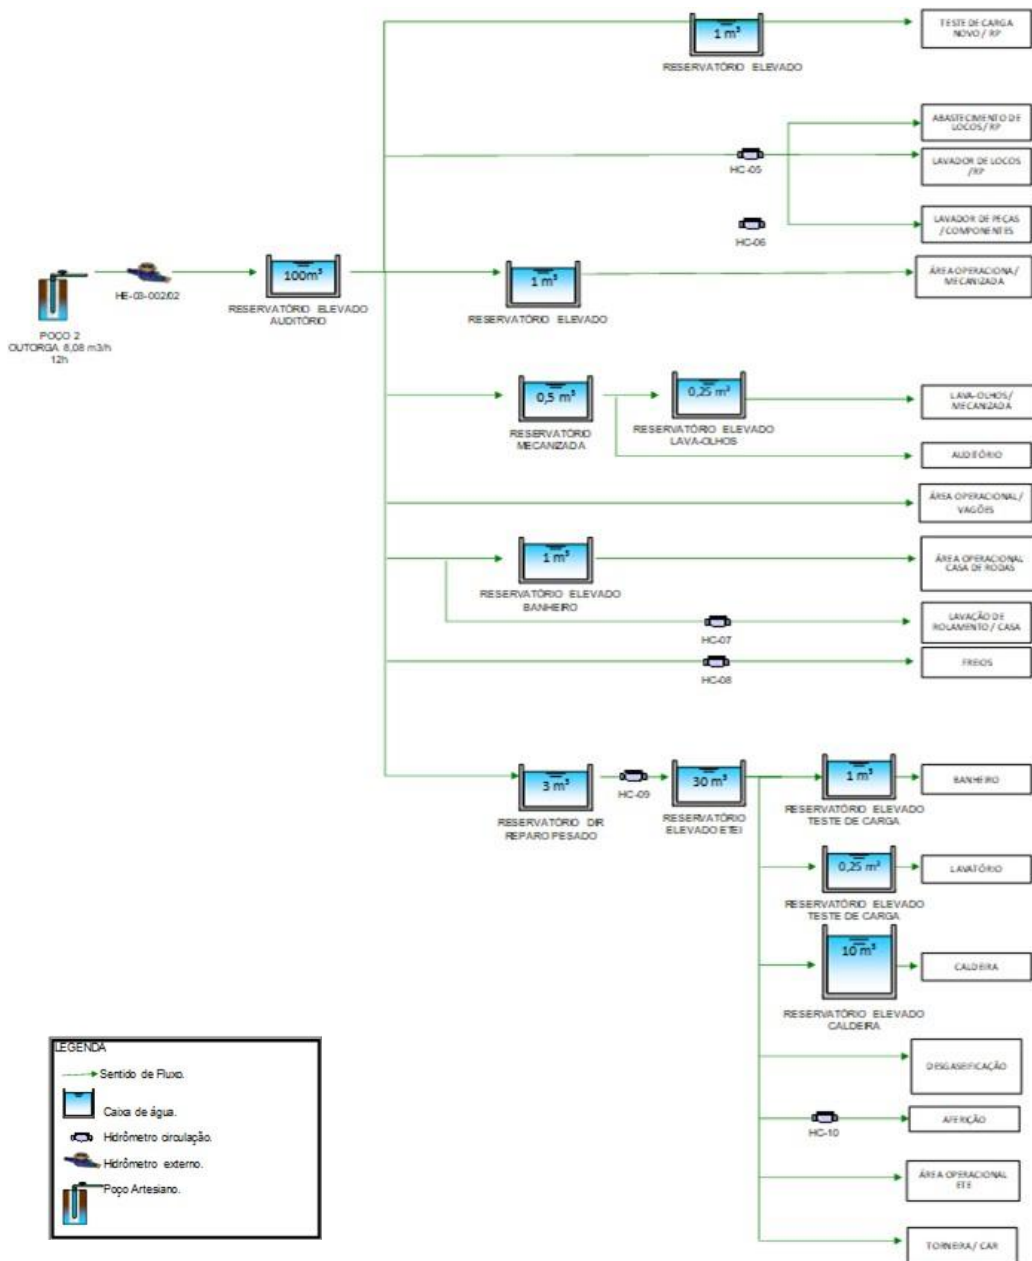 1 m³
RESERVATÓRIO ELEVADO
TESTE DE CARGA
NOVO / RP
ABASTECIMENTO DE
LOCOS / RP
HC-05
LAVADOR DE LOCOS
/RP
HC-06
LAVADOR DE PEÇAS
/ COMPONENTES
POÇO 2
OUTORGA 8,08 m3/h
12h
HE-03-002/02
100m³
RESERVATÓRIO ELEVADO
AUDITÓRIO
1 m³
RESERVATÓRIO ELEVADO
ÁREA OPERACIONA/
MECANIZADA
0,5 m³
RESERVATÓRIO
MECANIZADA
0,25 m³
RESERVATÓRIO ELEVADO
LAVA-OLHOS
LAVA-OLHOS/
MECANIZADA
AUDITÓRIO
ÁREA OPERACIONAL/
VAGÕES
1 m³
RESERVATÓRIO ELEVADO
BANHEIRO
ÁREA OPERACIONAL
CASA DE RODAS
HC-07
LAVAÇÃO DE
ROLAMENTO / CASA
HC-08
FREIOS
3 m³
RESERVATÓRIO DIR
REPARO PESADO
HC-09
30 m³
RESERVATÓRIO
ELEVADO ETEI
1 m³
RESERVATÓRIO ELEVADO
TESTE DE CARGA
BANHEIRO
0,25 m³
RESERVATÓRIO ELEVADO
TESTE DE CARGA
LAVATÓRIO
10 m³
RESERVATÓRIO ELEVADO
CALDEIRA
CALDEIRA
DESGASEIFICAÇÃO
HC-10
AFERIÇÃO
ÁREA OPERACIONAL
ETE
TORNEIRA / CAR
LEGENDA
Sentido de Fluxo.
Caixa de água.
Hidrômetro circulação.
Hidrômetro externo.
Poço Artesiano.